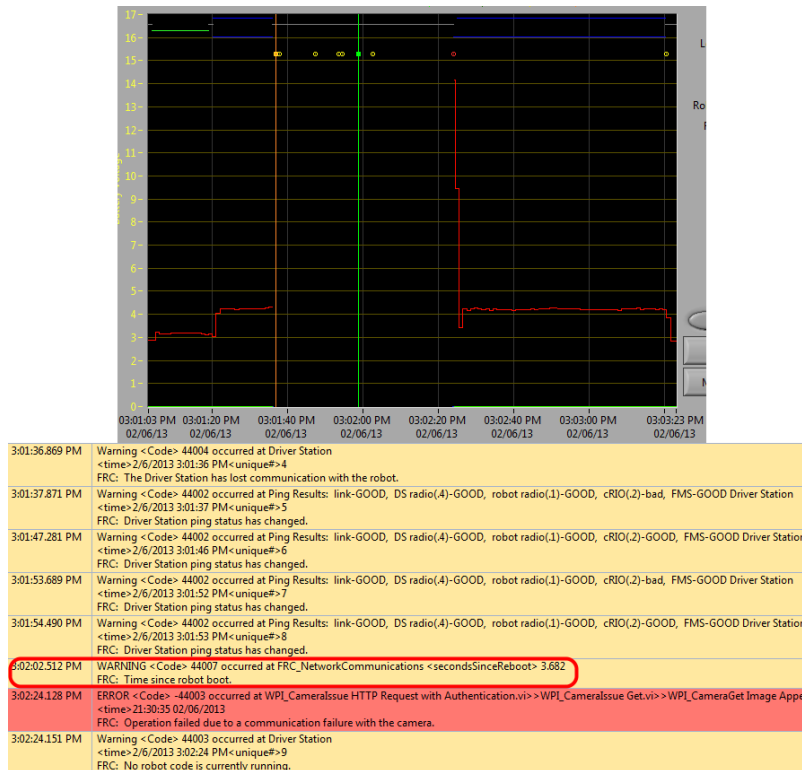 17
16
15
14
13
12
11
10
9
8
7
6
5
4
3
2
1
0
03:01:03 PM 03:01:20 PM 03:01:40 PM 03:02:00 PM 03:02:20 PM 03:02:40 PM 03:03:00 PM 03:03:23 PM
02/06/13 02/06/13 02/06/13 02/06/13 02/06/13 02/06/13 02/06/13 02/06/13
L
Ro
3:01:36.869 PM Warning <Code> 44004 occurred at Driver Station
<time>2/6/2013 3:01:36 PM<unique#>4
FRC: The Driver Station has lost communication with the robot.
3:01:37.871 PM Warning <Code> 44002 occurred at Ping Results: link-GOOD, DS radio(.4)-GOOD, robot radio(.1)-GOOD, cRIO(.2)-bad, FMS-GOOD Driver Station
<time>2/6/2013 3:01:37 PM<unique#>5
FRC: Driver Station ping status has changed.
3:01:47.281 PM Warning <Code> 44002 occurred at Ping Results: link-GOOD, DS radio(.4)-GOOD, robot radio(.1)-GOOD, cRIO(.2)-GOOD, FMS-GOOD Driver Station
<time>2/6/2013 3:01:46 PM<unique#>6
FRC: Driver Station ping status has changed.
3:01:53.689 PM Warning <Code> 44002 occurred at Ping Results: link-GOOD, DS radio(.4)-GOOD, robot radio(.1)-GOOD, cRIO(.2)-bad, FMS-GOOD Driver Station
<time>2/6/2013 3:01:52 PM<unique#>7
FRC: Driver Station ping status has changed.
3:01:54.490 PM Warning <Code> 44002 occurred at Ping Results: link-GOOD, DS radio(.4)-GOOD, robot radio(.1)-GOOD, cRIO(.2)-GOOD, FMS-GOOD Driver Station
<time>2/6/2013 3:01:53 PM<unique#>8
FRC: Driver Station ping status has changed.
3:02:02.512 PM WARNING <Code> 44007 occurred at FRC_NetworkCommunications <secondsSinceReboot> 3.682
FRC: Time since robot boot.
3:02:24.128 PM ERROR <Code> -44003 occurred at WPI_CameraIssue HTTP Request with Authentication.vi>>WPI_CameraIssue Get.vi>>WPI_CameraGet Image Appe
<time>21:30:35 02/06/2013
FRC: Operation failed due to a communication failure with the camera.
3:02:24.151 PM Warning <Code> 44003 occurred at Driver Station
<time>2/6/2013 3:02:24 PM<unique#>9
FRC: No robot code is currently running.